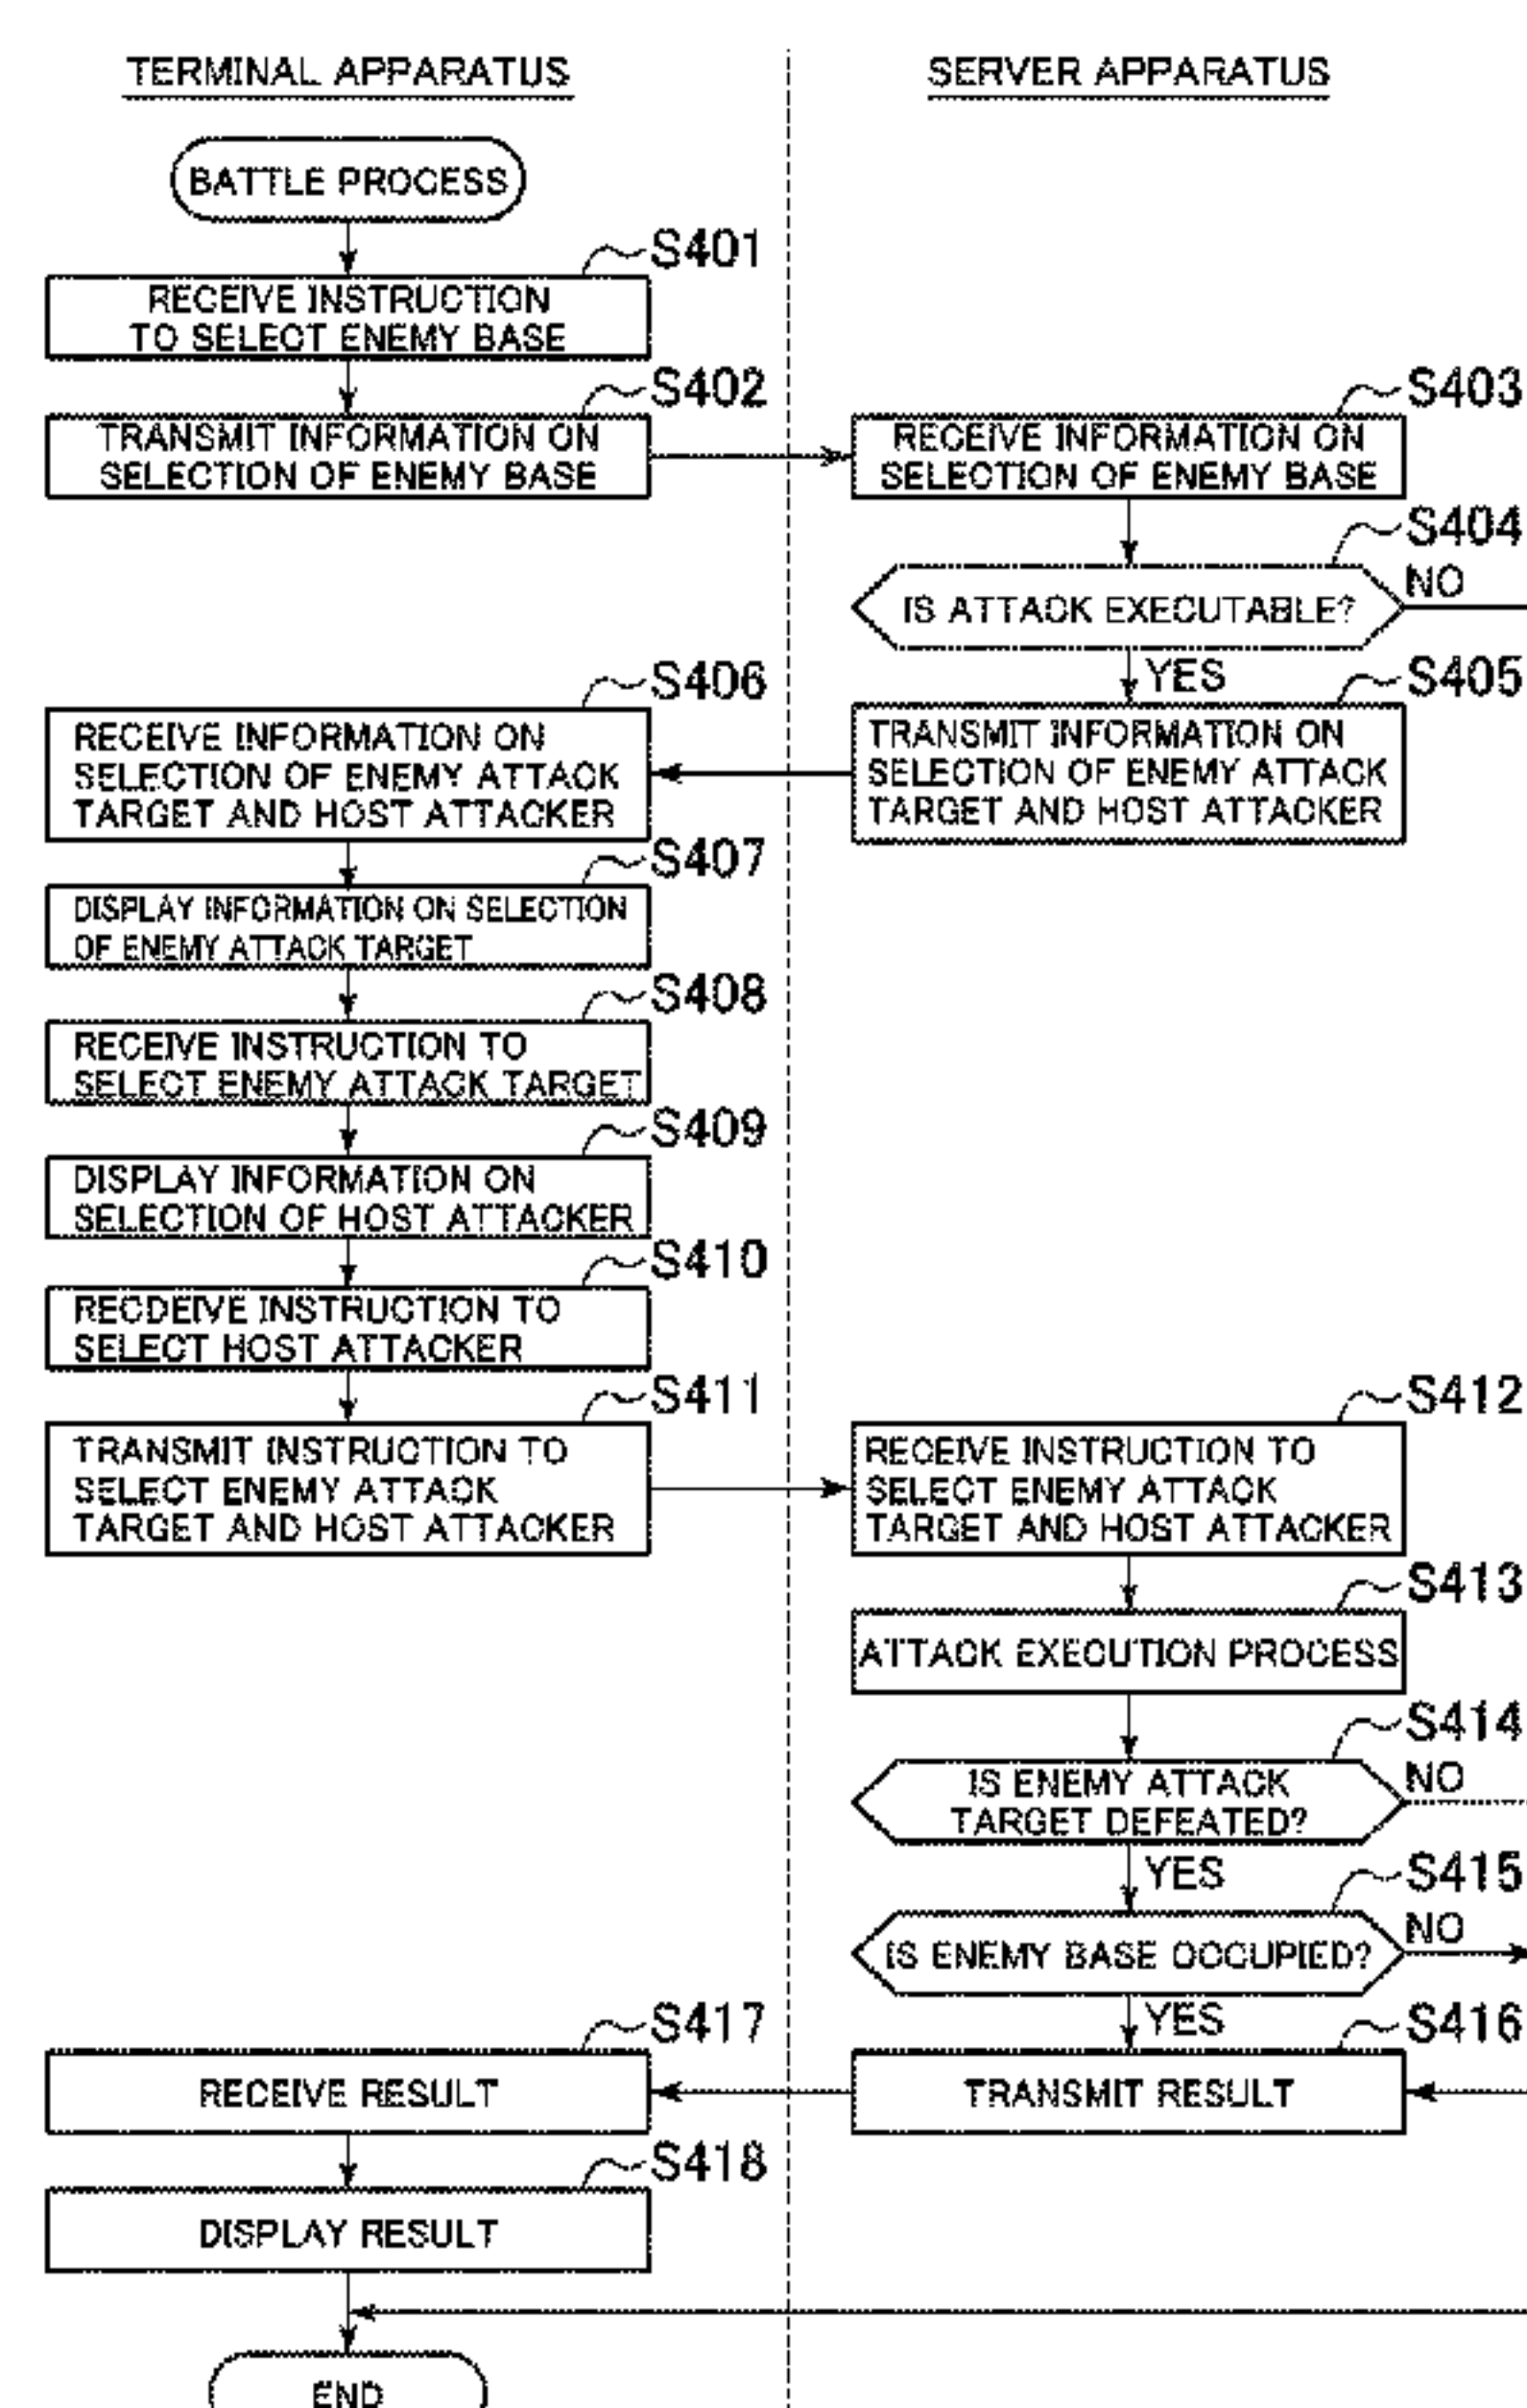 TERMINAL APPARATUS
SERVER APPARATUS
BATTLE PROCESS
S401
RECEIVE INSTRUCTION
TO SELECT ENEMY BASE
S402
TRANSMIT INFORMATION ON
SELECTION OF ENEMY BASE
S403
RECEIVE INFORMATION ON
SELECTION OF ENEMY BASE
S404
IS ATTACK EXECUTABLE?
NO
YES
S405
TRANSMIT INFORMATION ON
SELECTION OF ENEMY ATTACK
TARGET AND HOST ATTACKER
S406
RECEIVE INFORMATION ON
SELECTION OF ENEMY ATTACK
TARGET AND HOST ATTACKER
S407
DISPLAY INFORMATION ON SELECTION
OF ENEMY ATTACK TARGET
S408
RECEIVE INSTRUCTION TO
SELECT ENEMY ATTACK TARGET
S409
DISPLAY INFORMATION ON
SELECTION OF HOST ATTACKER
S410
RECDEIVE INSTRUCTION TO
SELECT HOST ATTACKER
S411
TRANSMIT INSTRUCTION TO
SELECT ENEMY ATTACK
TARGET AND HOST ATTACKER
S412
RECEIVE INSTRUCTION TO
SELECT ENEMY ATTACK
TARGET AND HOST ATTACKER
S413
ATTACK EXECUTION PROCESS
S414
IS ENEMY ATTACK
TARGET DEFEATED?
NO
YES
S415
IS ENEMY BASE OCCUPIED?
NO
YES
S416
TRANSMIT RESULT
S417
RECEIVE RESULT
S418
DISPLAY RESULT
END